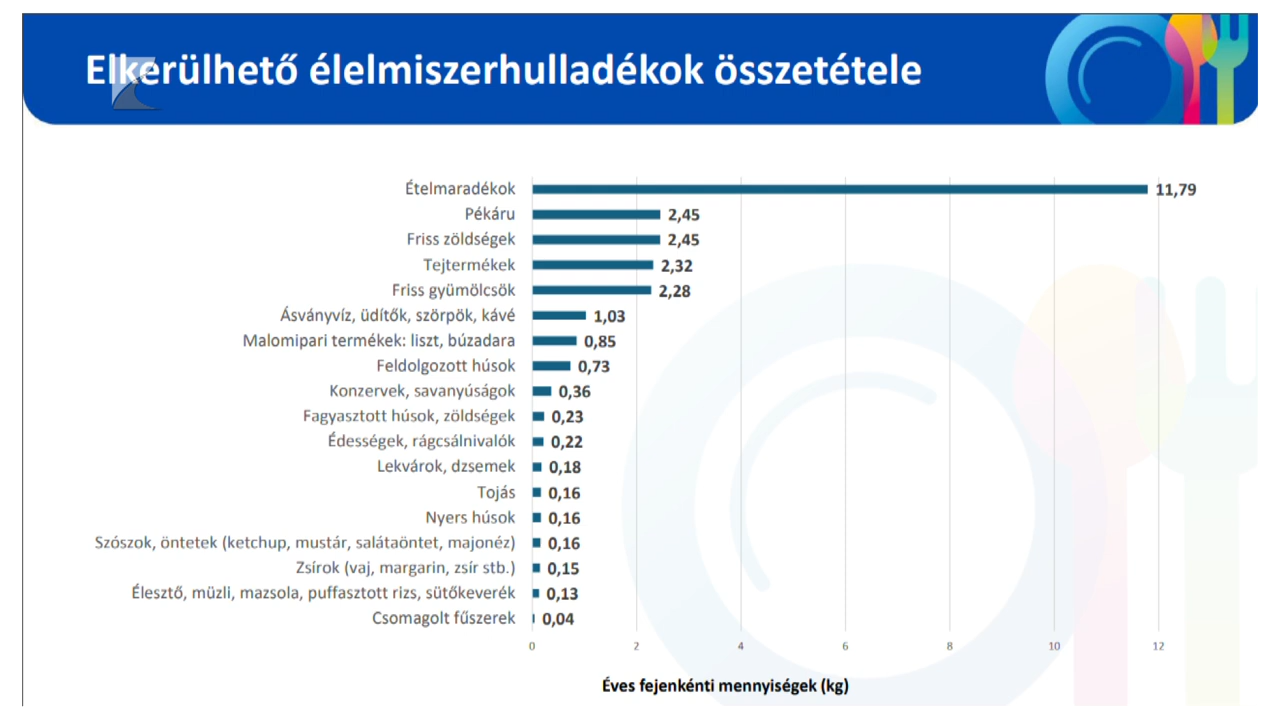 Elkerülhető élelmiszerhulladékok összetétele
Ételmaradékok 11,79
Pékáru 2,45
Friss zöldségek 2,45
Tejtermékek 2,32
Friss gyümölcsök 2,28
Ásványvíz, üdítők, szörpök, kávé 1,03
Malomipari termékek: liszt, búzadara 0,85
Feldolgozott húsok 0,73
Konzervek, savanyúságok 0,36
Fagyasztott húsok, zöldségek 0,23
Édességek, rágcsálnivalók 0,22
Lekvárok, dzsemek 0,18
Tojás 0,16
Nyers húsok 0,16
Szószok, öntetek (ketchup, mustár, salátaöntet, majonéz) 0,16
Zsírok (vaj, margarin, zsír stb.) 0,15
Élesztő, müzli, mazsola, puffasztott rizs, sütőkeverék 0,13
Csomagolt fűszerek 0,04
0 2 4 6 8 10 12
Éves fejenkénti mennyiségek (kg)